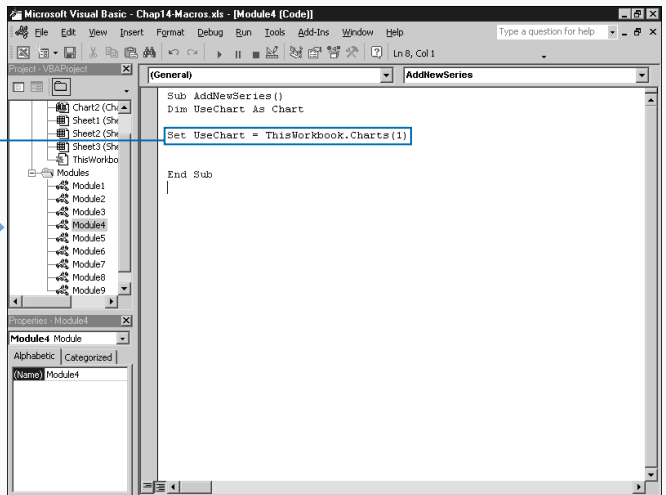 Microsoft Visual Basic - Chap14-Macros.xls - [Module4 (Code)]
File Edit View Insert Format Debug Run Tools Add-Ins Window Help
Type a question for help
Ln 8, Col 1
Project - VBAProject
(General)
AddNewSeries
Chart2 (Cha
Sheet1 (She
Sheet2 (She
Sheet3 (She
ThisWorkbo
Modules
Module1
Module2
Module3
Module4
Module5
Module6
Module7
Module8
Module9
Sub AddNewSeries()
Dim UseChart As Chart
Set UseChart = ThisWorkbook.Charts(1)
End Sub
Properties - Module4
Module4 Module
Alphabetic Categorized
(Name) Module4